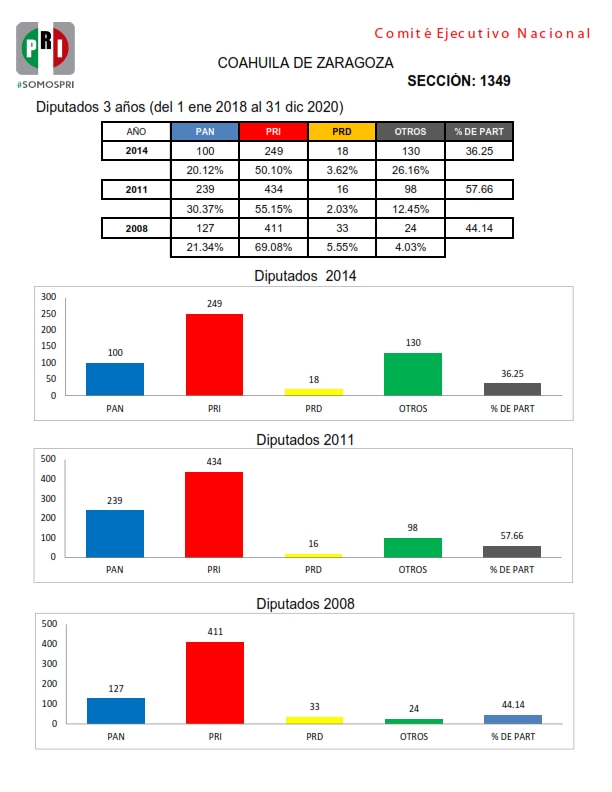 PRI
#SOMOSPRI
Comité Ejecutivo Nacional
COAHUILA DE ZARAGOZA
SECCIÓN: 1349
Diputados 3 años (del 1 ene 2018 al 31 dic 2020)
AÑO PAN PRI PRD OTROS % DE PART
2014 100 249 18 130 36.25
20.12% 50.10% 3.62% 26.16%
2011 239 434 16 98 57.66
30.37% 55.15% 2.03% 12.45%
2008 127 411 33 24 44.14
21.34% 69.08% 5.55% 4.03%
Diputados 2014
300
250
200
150
100
50
0
100 249 18 130 36.25
PAN PRI PRD OTROS % DE PART
Diputados 2011
500
400
300
200
100
0
239 434 16 98 57.66
PAN PRI PRD OTROS % DE PART
Diputados 2008
500
400
300
200
100
0
127 411 33 24 44.14
PAN PRI PRD OTROS % DE PART